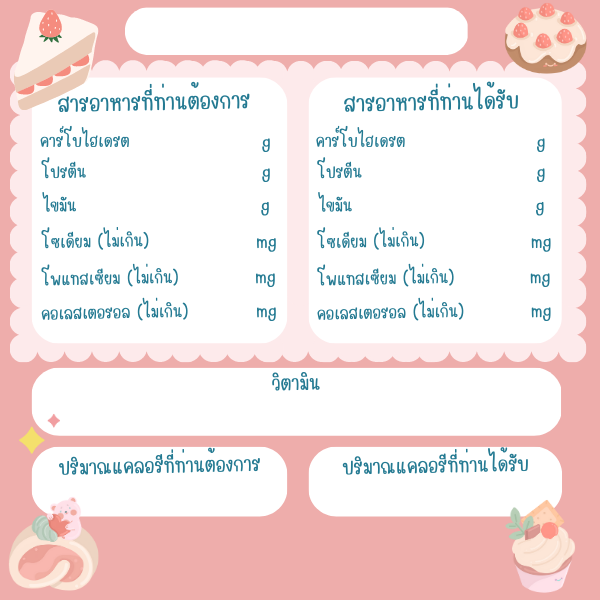 สารอาหารที่ท่านต้องการ
คาร์โบไฮเดรต g
โปรตีน g
ไขมัน g
โซเดียม (ไม่เกิน) mg
โพแทสเซียม (ไม่เกิน) mg
คอเลสเตอรอล (ไม่เกิน) mg
สารอาหารที่ท่านได้รับ
คาร์โบไฮเดรต g
โปรตีน g
ไขมัน g
โซเดียม (ไม่เกิน) mg
โพแทสเซียม (ไม่เกิน) mg
คอเลสเตอรอล (ไม่เกิน) mg
วิตามิน
ปริมาณแคลอรีที่ท่านต้องการ
ปริมาณแคลอรีที่ท่านได้รับ